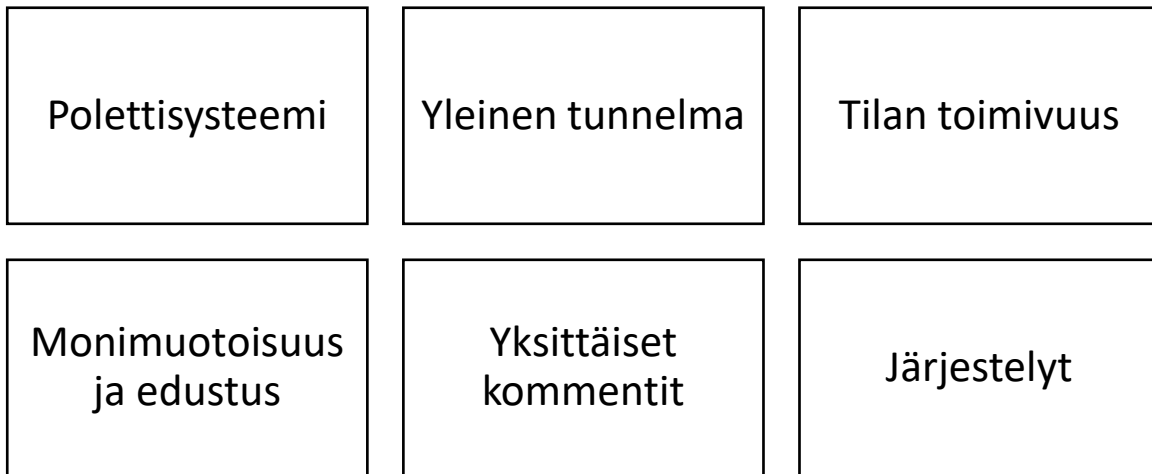 Polettisysteemi
Yleinen tunnelma
Tilan toimivuus
Monimuotoisuus
ja edustus
Yksittäiset
kommentit
Järjestelyt